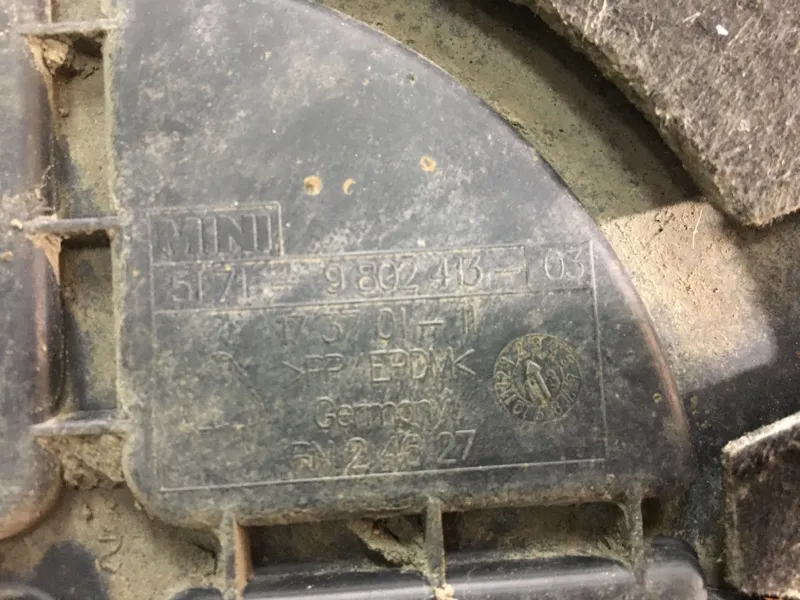 MINI
5171 - 9 802 413 - 03
17 37 01 - 11
>PP / EPDM<
Germany
RN 2 46 27